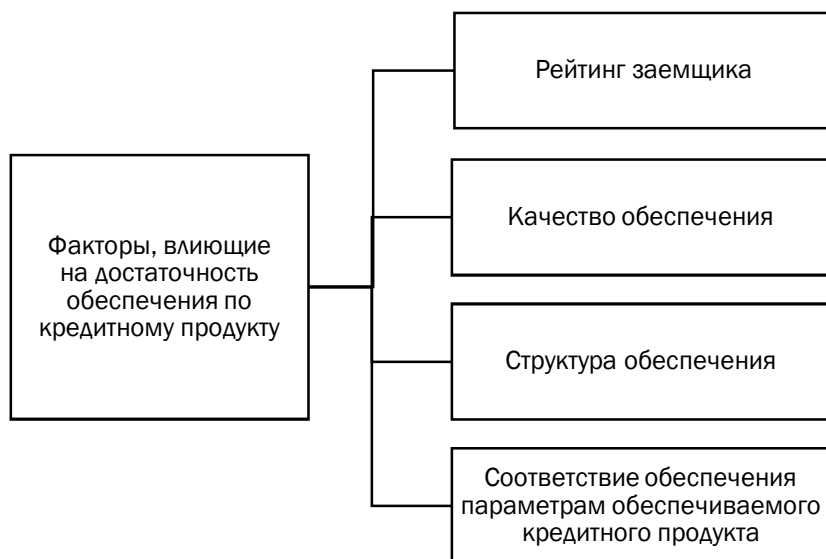 Факторы, влиющие
на достаточность
обеспечения по
кредитному продукту
Рейтинг заемщика
Качество обеспечения
Структура обеспечения
Соответствие обеспечения
параметрам обеспечиваемого
кредитного продукта